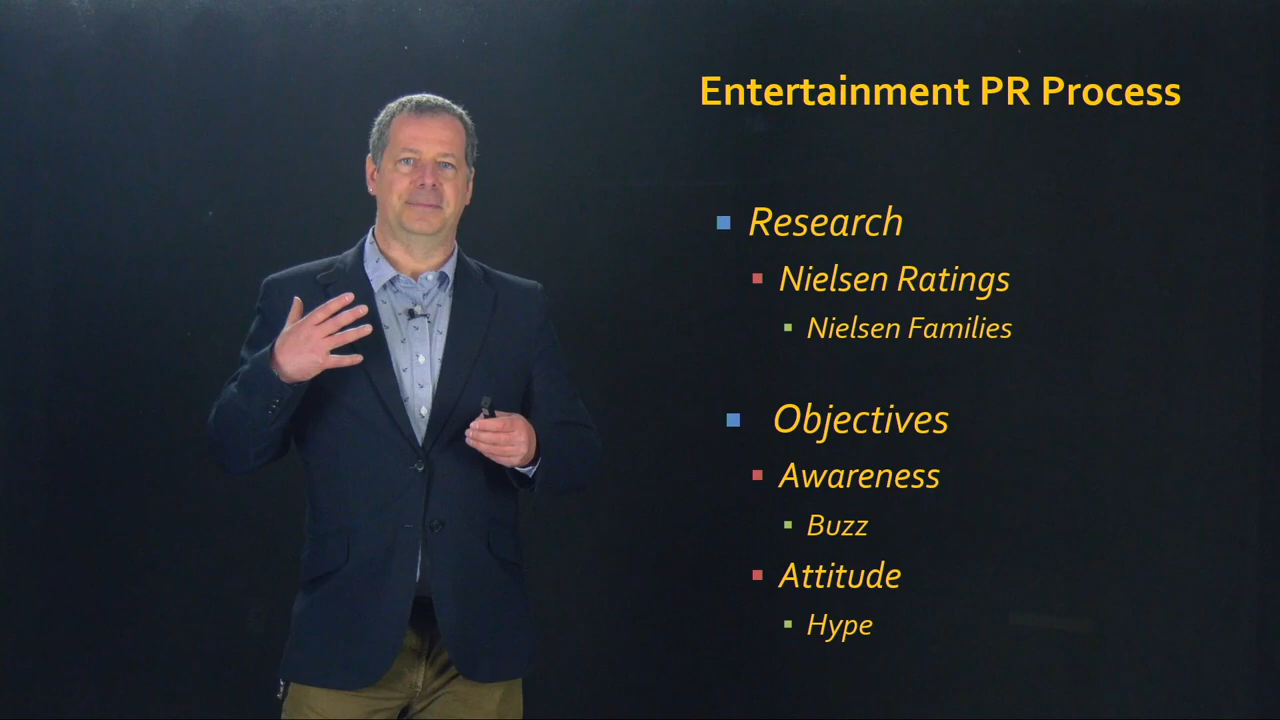 Entertainment PR Process
Research
Nielsen Ratings
Nielsen Families
Objectives
Awareness
Buzz
Attitude
Hype